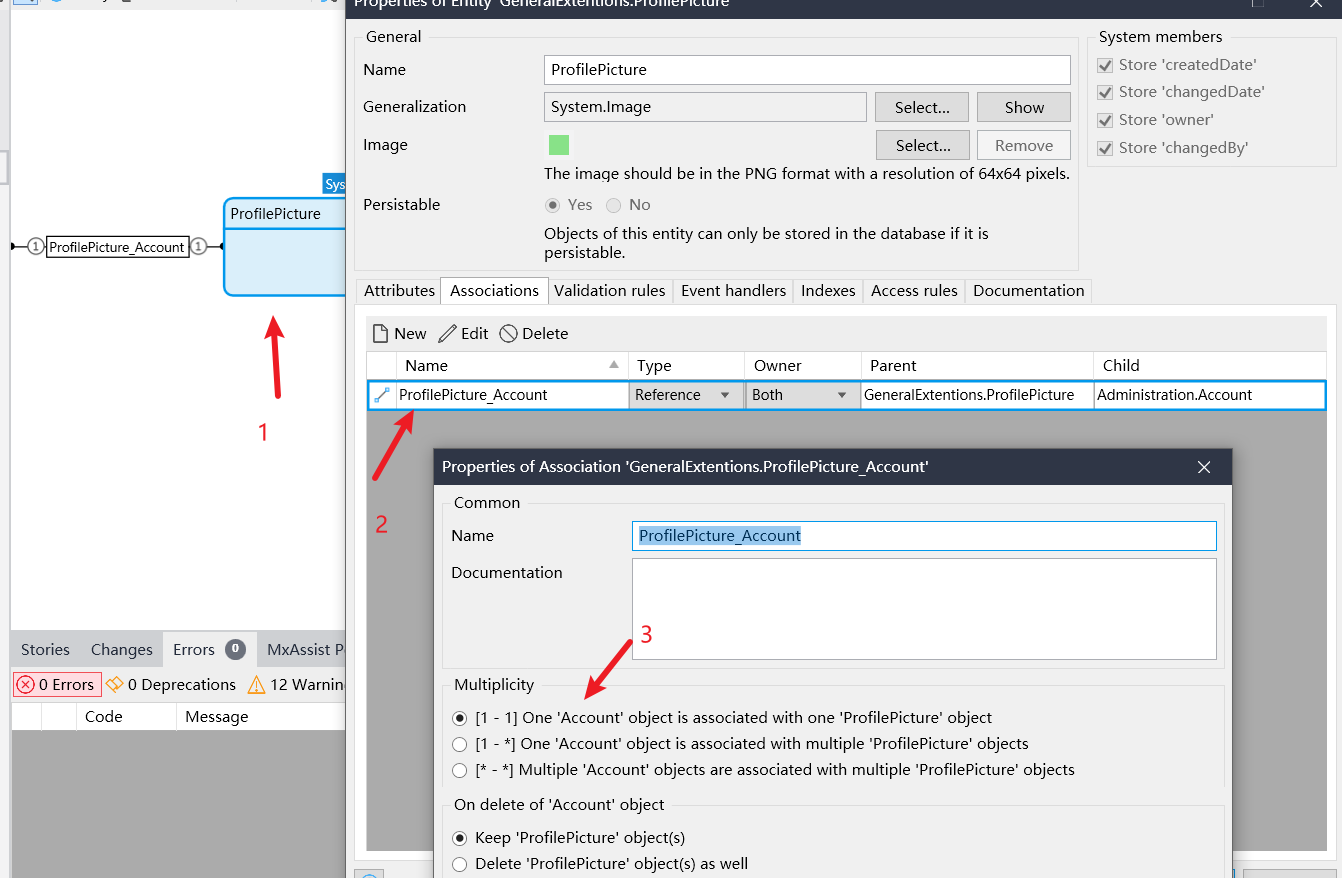 Properties of Entity 'GeneralExtentions.ProfilePicture'
General
Name
ProfilePicture
Generalization
System.Image
Select...
Show
Image
Select...
Remove
The image should be in the PNG format with a resolution of 64x64 pixels.
Persistable
Yes
No
Objects of this entity can only be stored in the database if it is
persistable.
System members
Store 'createdDate'
Store 'changedDate'
Store 'owner'
Store 'changedBy'
Sys
ProfilePicture
1
ProfilePicture_Account
1
1
Attributes
Associations
Validation rules
Event handlers
Indexes
Access rules
Documentation
New
Edit
Delete
Name
Type
Owner
Parent
Child
ProfilePicture_Account
Reference
Both
GeneralExtentions.ProfilePicture
Administration.Account
2
Properties of Association 'GeneralExtentions.ProfilePicture_Account'
Common
Name
ProfilePicture_Account
Documentation
3
Multiplicity
[1 - 1] One 'Account' object is associated with one 'ProfilePicture' object
[1 - *] One 'Account' object is associated with multiple 'ProfilePicture' objects
[* - *] Multiple 'Account' objects are associated with multiple 'ProfilePicture' objects
On delete of 'Account' object
Keep 'ProfilePicture' object(s)
Delete 'ProfilePicture' object(s) as well
Stories
Changes
Errors
0
MxAssist P
0 Errors
0 Deprecations
12 Warnin
Code
Message